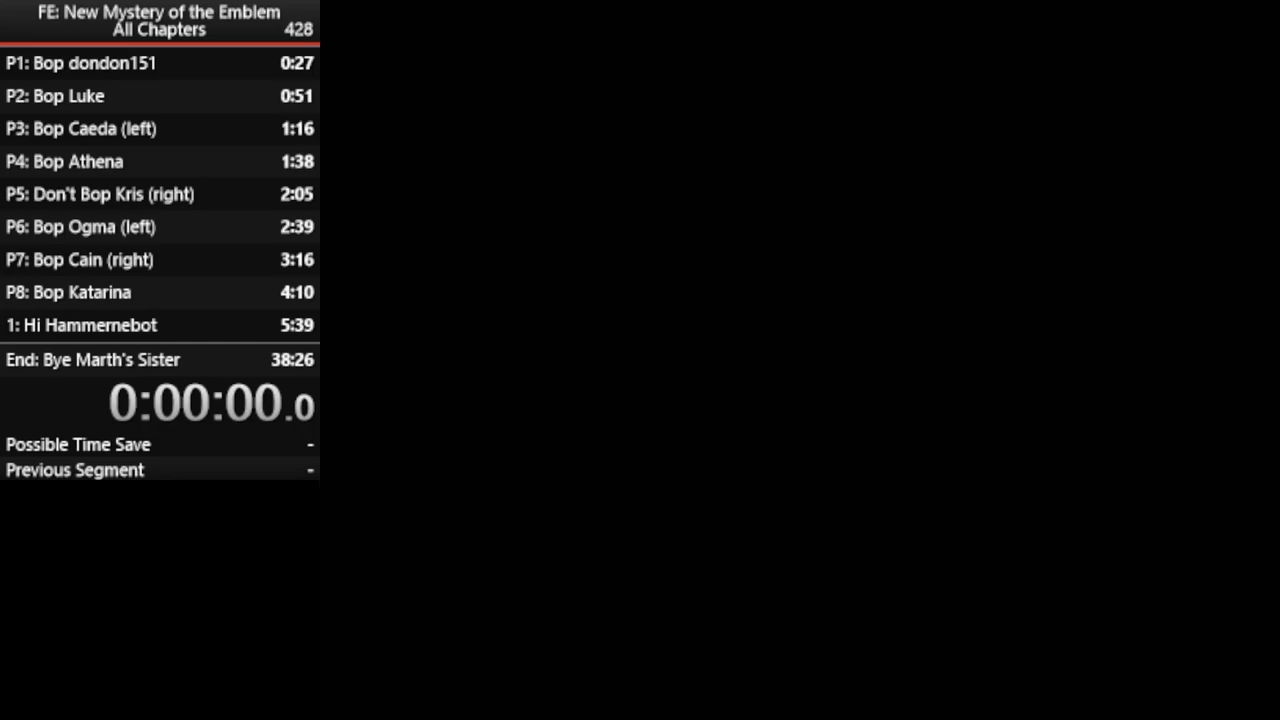 FE: New Mystery of the Emblem
All Chapters 428
P1: Bop dondon151 0:27
P2: Bop Luke 0:51
P3: Bop Caeda (left) 1:16
P4: Bop Athena 1:38
P5: Don't Bop Kris (right) 2:05
P6: Bop Ogma (left) 2:39
P7: Bop Cain (right) 3:16
P8: Bop Katarina 4:10
1: Hi Hammernebot 5:39
End: Bye Marth's Sister 38:26
0:00:00.0
Possible Time Save -
Previous Segment -